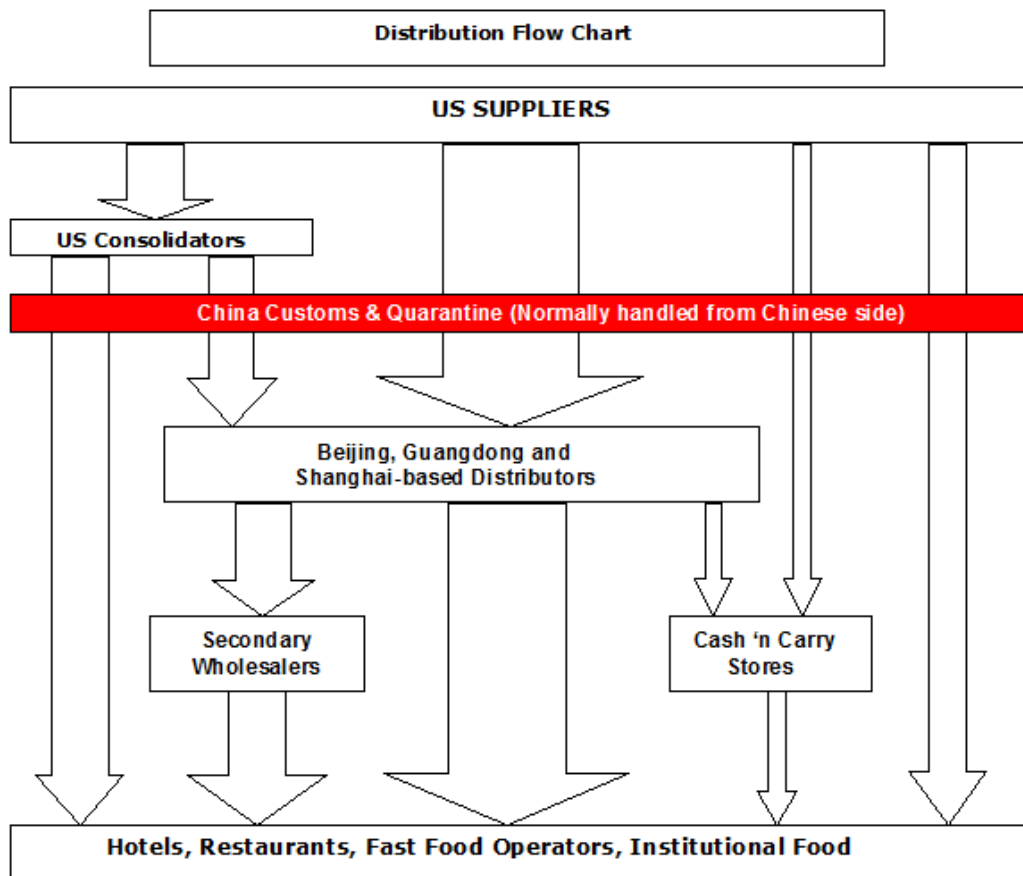 Distribution Flow Chart
US SUPPLIERS
US Consolidators
China Customs & Quarantine (Normally handled from Chinese side)
Beijing, Guangdong and
Shanghai-based Distributors
Secondary
Wholesalers
Cash ‘n Carry
Stores
Hotels, Restaurants, Fast Food Operators, Institutional Food